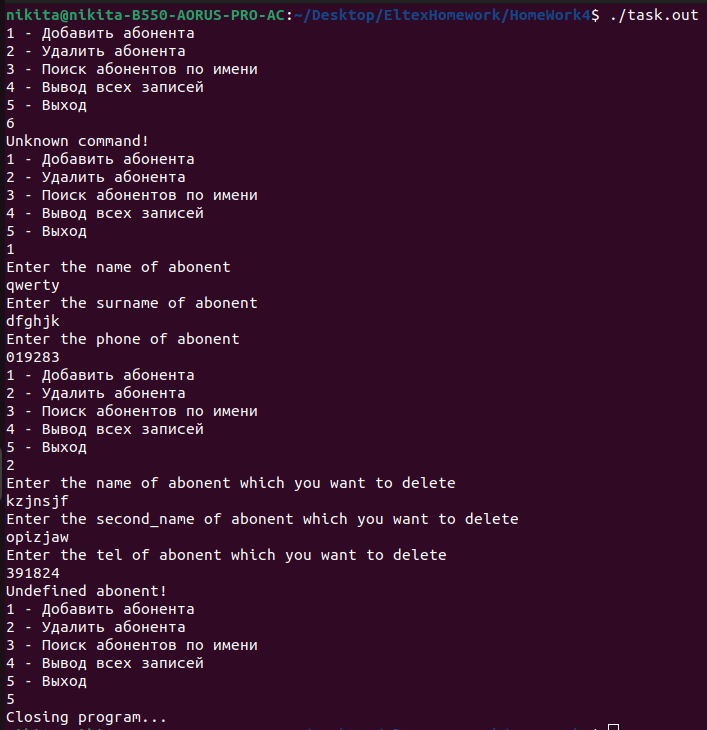 nikita@nikita-B550-AORUS-PRO-AC:~/Desktop/EltexHomework/HomeWork4$ ./task.out
1 - Добавить абонента
2 - Удалить абонента
3 - Поиск абонентов по имени
4 - Вывод всех записей
5 - Выход
6
Unknown command!
1 - Добавить абонента
2 - Удалить абонента
3 - Поиск абонентов по имени
4 - Вывод всех записей
5 - Выход
1
Enter the name of abonent
qwerty
Enter the surname of abonent
dfghjk
Enter the phone of abonent
019283
1 - Добавить абонента
2 - Удалить абонента
3 - Поиск абонентов по имени
4 - Вывод всех записей
5 - Выход
2
Enter the name of abonent which you want to delete
kzjnsjf
Enter the second_name of abonent which you want to delete
opizjaw
Enter the tel of abonent which you want to delete
391824
Undefined abonent!
1 - Добавить абонента
2 - Удалить абонента
3 - Поиск абонентов по имени
4 - Вывод всех записей
5 - Выход
5
Closing program...